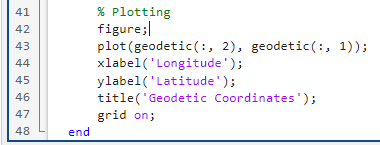 41 % Plotting
42 figure;
43 plot(geodetic(:, 2), geodetic(:, 1));
44 xlabel('Longitude');
45 ylabel('Latitude');
46 title('Geodetic Coordinates');
47 grid on;
48 end